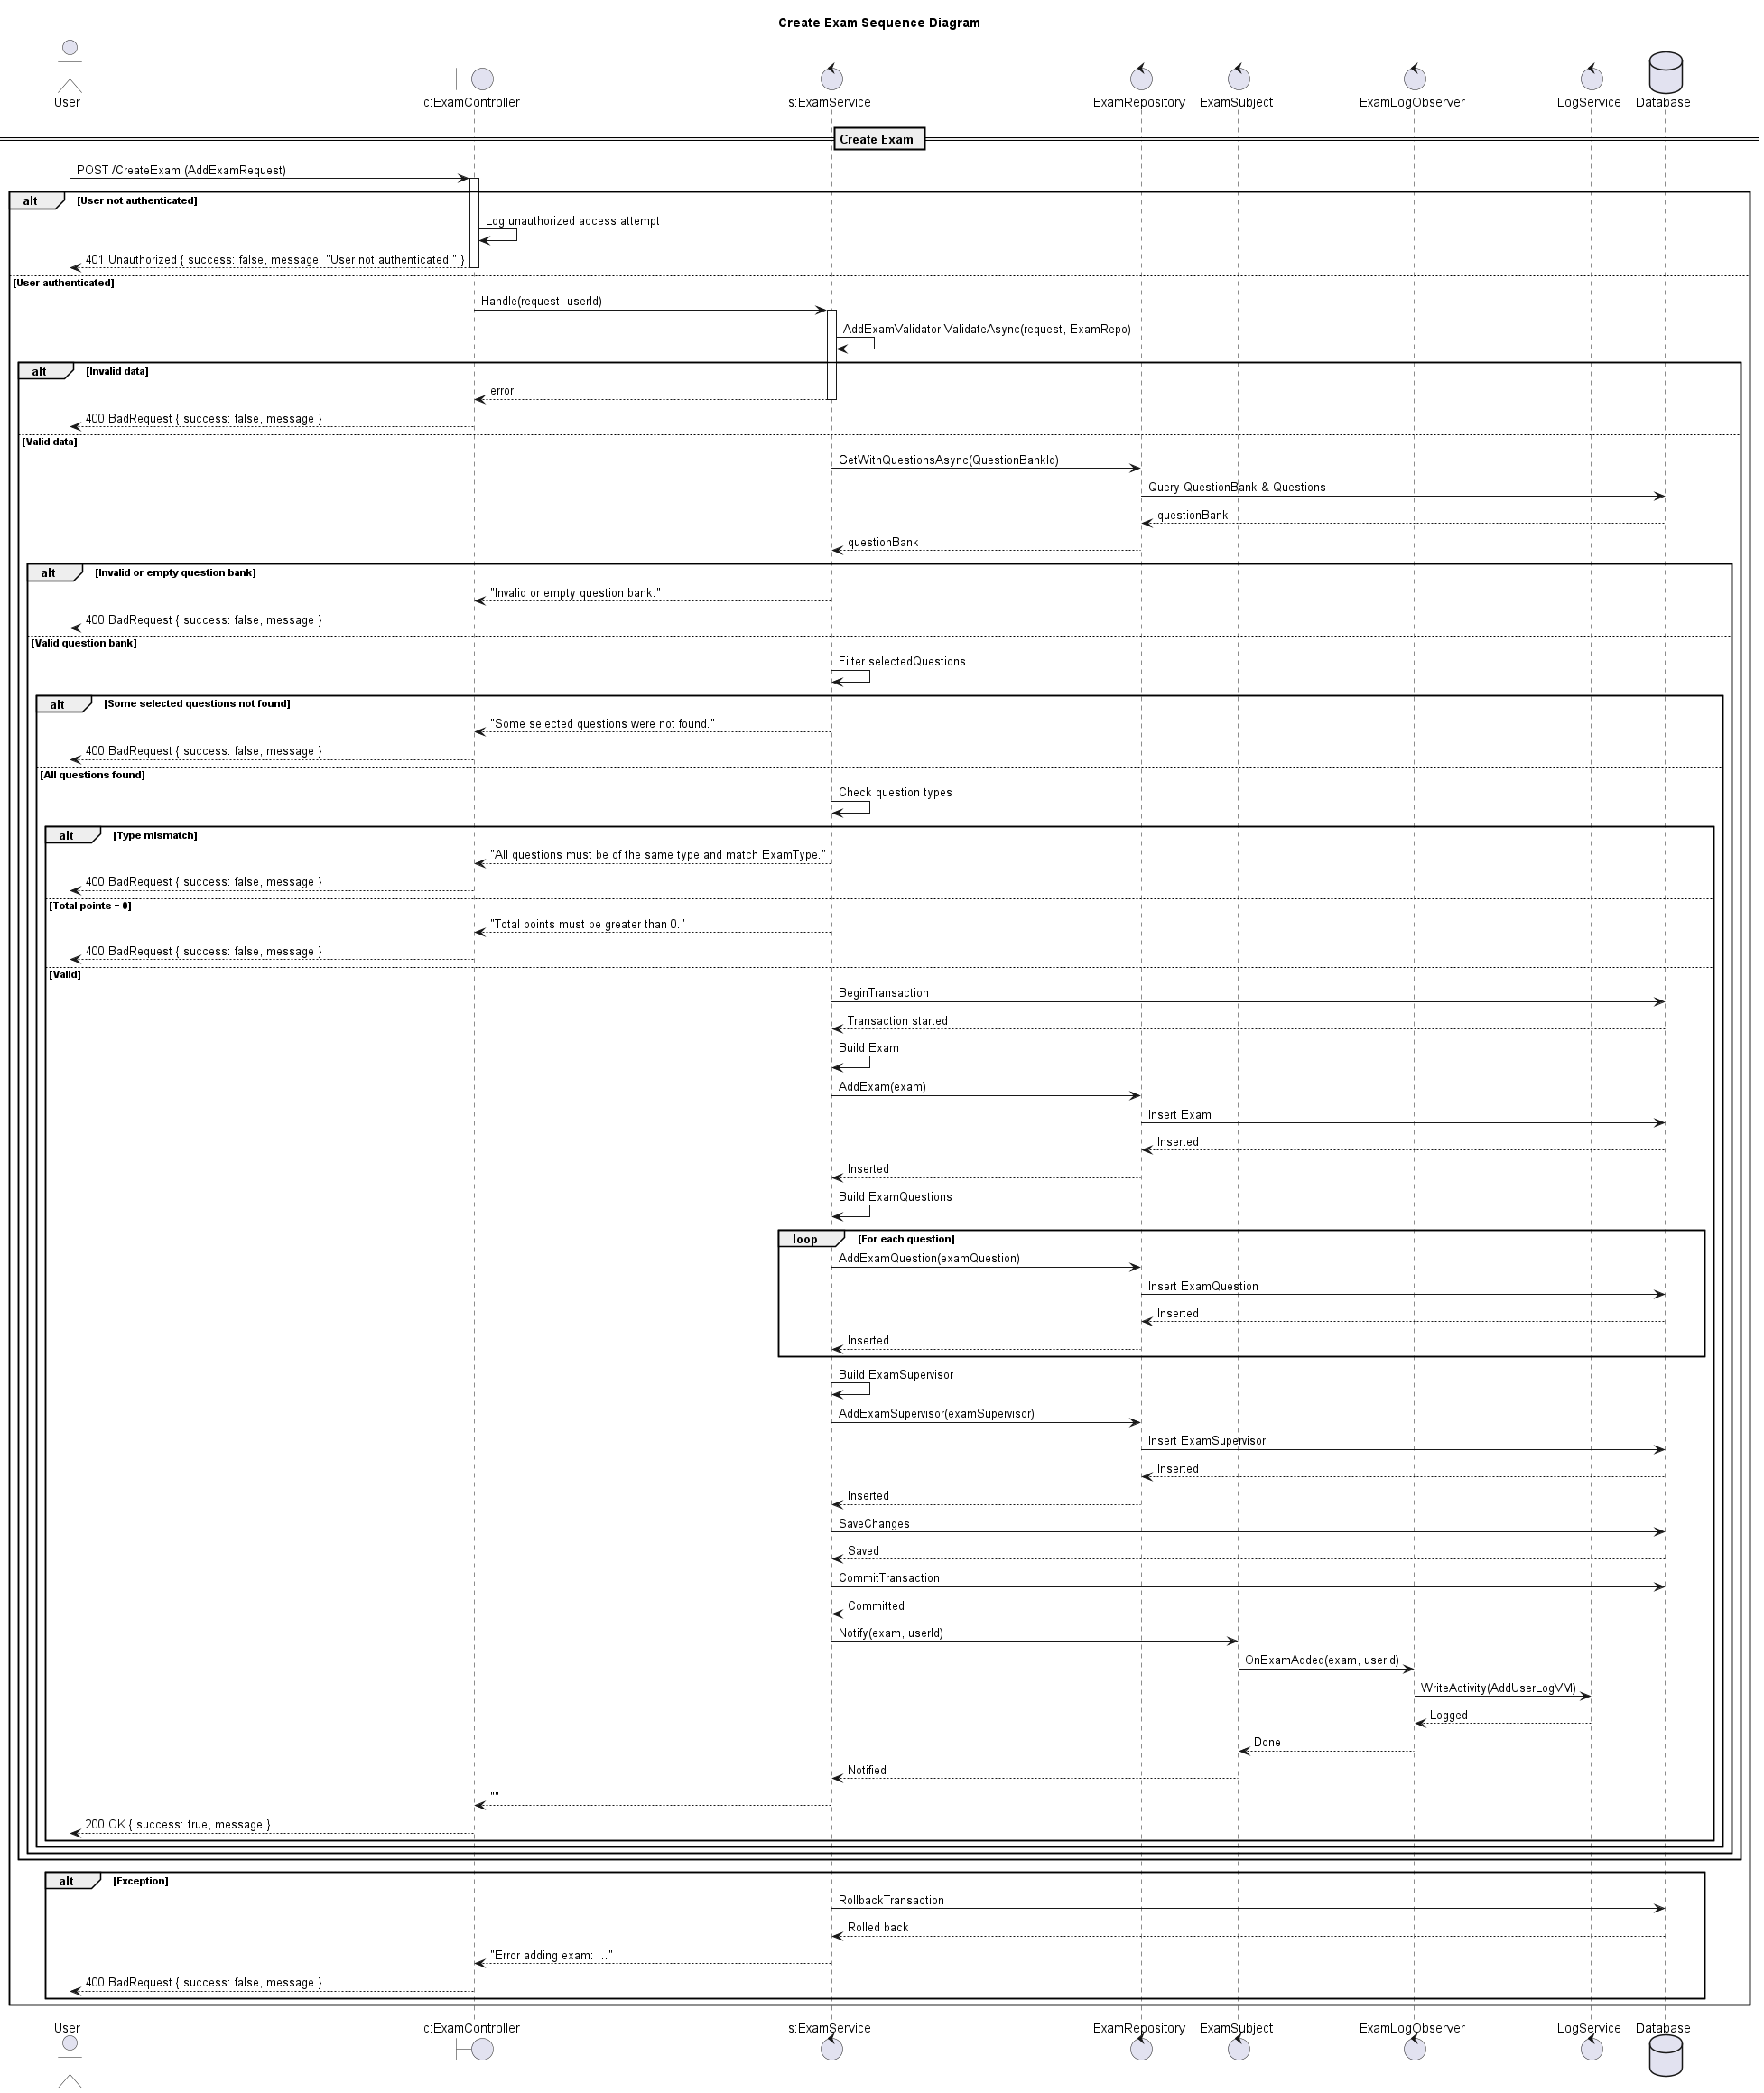 Create Exam Sequence Diagram
User
c:ExamController
s:ExamService
ExamRepository
ExamSubject
ExamLogObserver
LogService
Database
Create Exam
POST /CreateExam (AddExamRequest)
alt
[User not authenticated]
Log unauthorized access attempt
401 Unauthorized { success: false, message: "User not authenticated." }
[User authenticated]
Handle(request, userId)
AddExamValidator.ValidateAsync(request, ExamRepo)
alt
[Invalid data]
error
400 BadRequest { success: false, message }
[Valid data]
GetWithQuestionsAsync(QuestionBankId)
Query QuestionBank & Questions
questionBank
questionBank
alt
[Invalid or empty question bank]
"Invalid or empty question bank."
400 BadRequest { success: false, message }
[Valid question bank]
Filter selectedQuestions
alt
[Some selected questions not found]
"Some selected questions were not found."
400 BadRequest { success: false, message }
[All questions found]
Check question types
alt
[Type mismatch]
"All questions must be of the same type and match ExamType."
400 BadRequest { success: false, message }
[Total points = 0]
"Total points must be greater than 0."
400 BadRequest { success: false, message }
[Valid]
BeginTransaction
Transaction started
Build Exam
AddExam(exam)
Insert Exam
Inserted
Inserted
Build ExamQuestions
loop
[For each question]
AddExamQuestion(examQuestion)
Insert ExamQuestion
Inserted
Inserted
Build ExamSupervisor
AddExamSupervisor(examSupervisor)
Insert ExamSupervisor
Inserted
Inserted
SaveChanges
Saved
CommitTransaction
Committed
Notify(exam, userId)
OnExamAdded(exam, userId)
WriteActivity(AddUserLogVM)
Logged
Done
Notified
""
200 OK { success: true, message }
alt
[Exception]
RollbackTransaction
Rolled back
"Error adding exam: ..."
400 BadRequest { success: false, message }
User
c:ExamController
s:ExamService
ExamRepository
ExamSubject
ExamLogObserver
LogService
Database